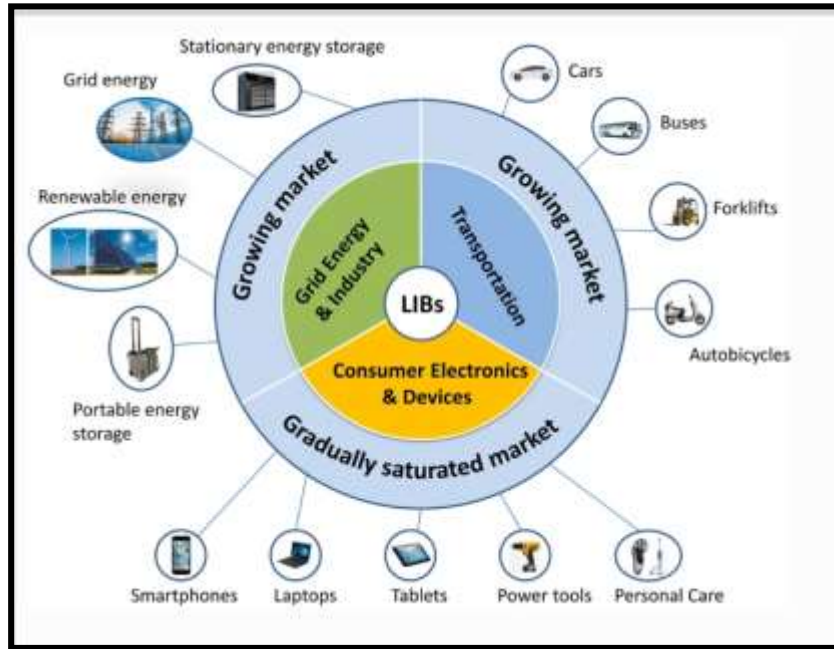 Stationary energy storage
Grid energy
Renewable energy
Portable energy
storage
Cars
Buses
Forklifts
Autobicycles
Growing market
Growing market
Gradually saturated market
Grid Energy
& Industry
Transportation
LIBs
Consumer Electronics
& Devices
Smartphones
Laptops
Tablets
Power tools
Personal Care